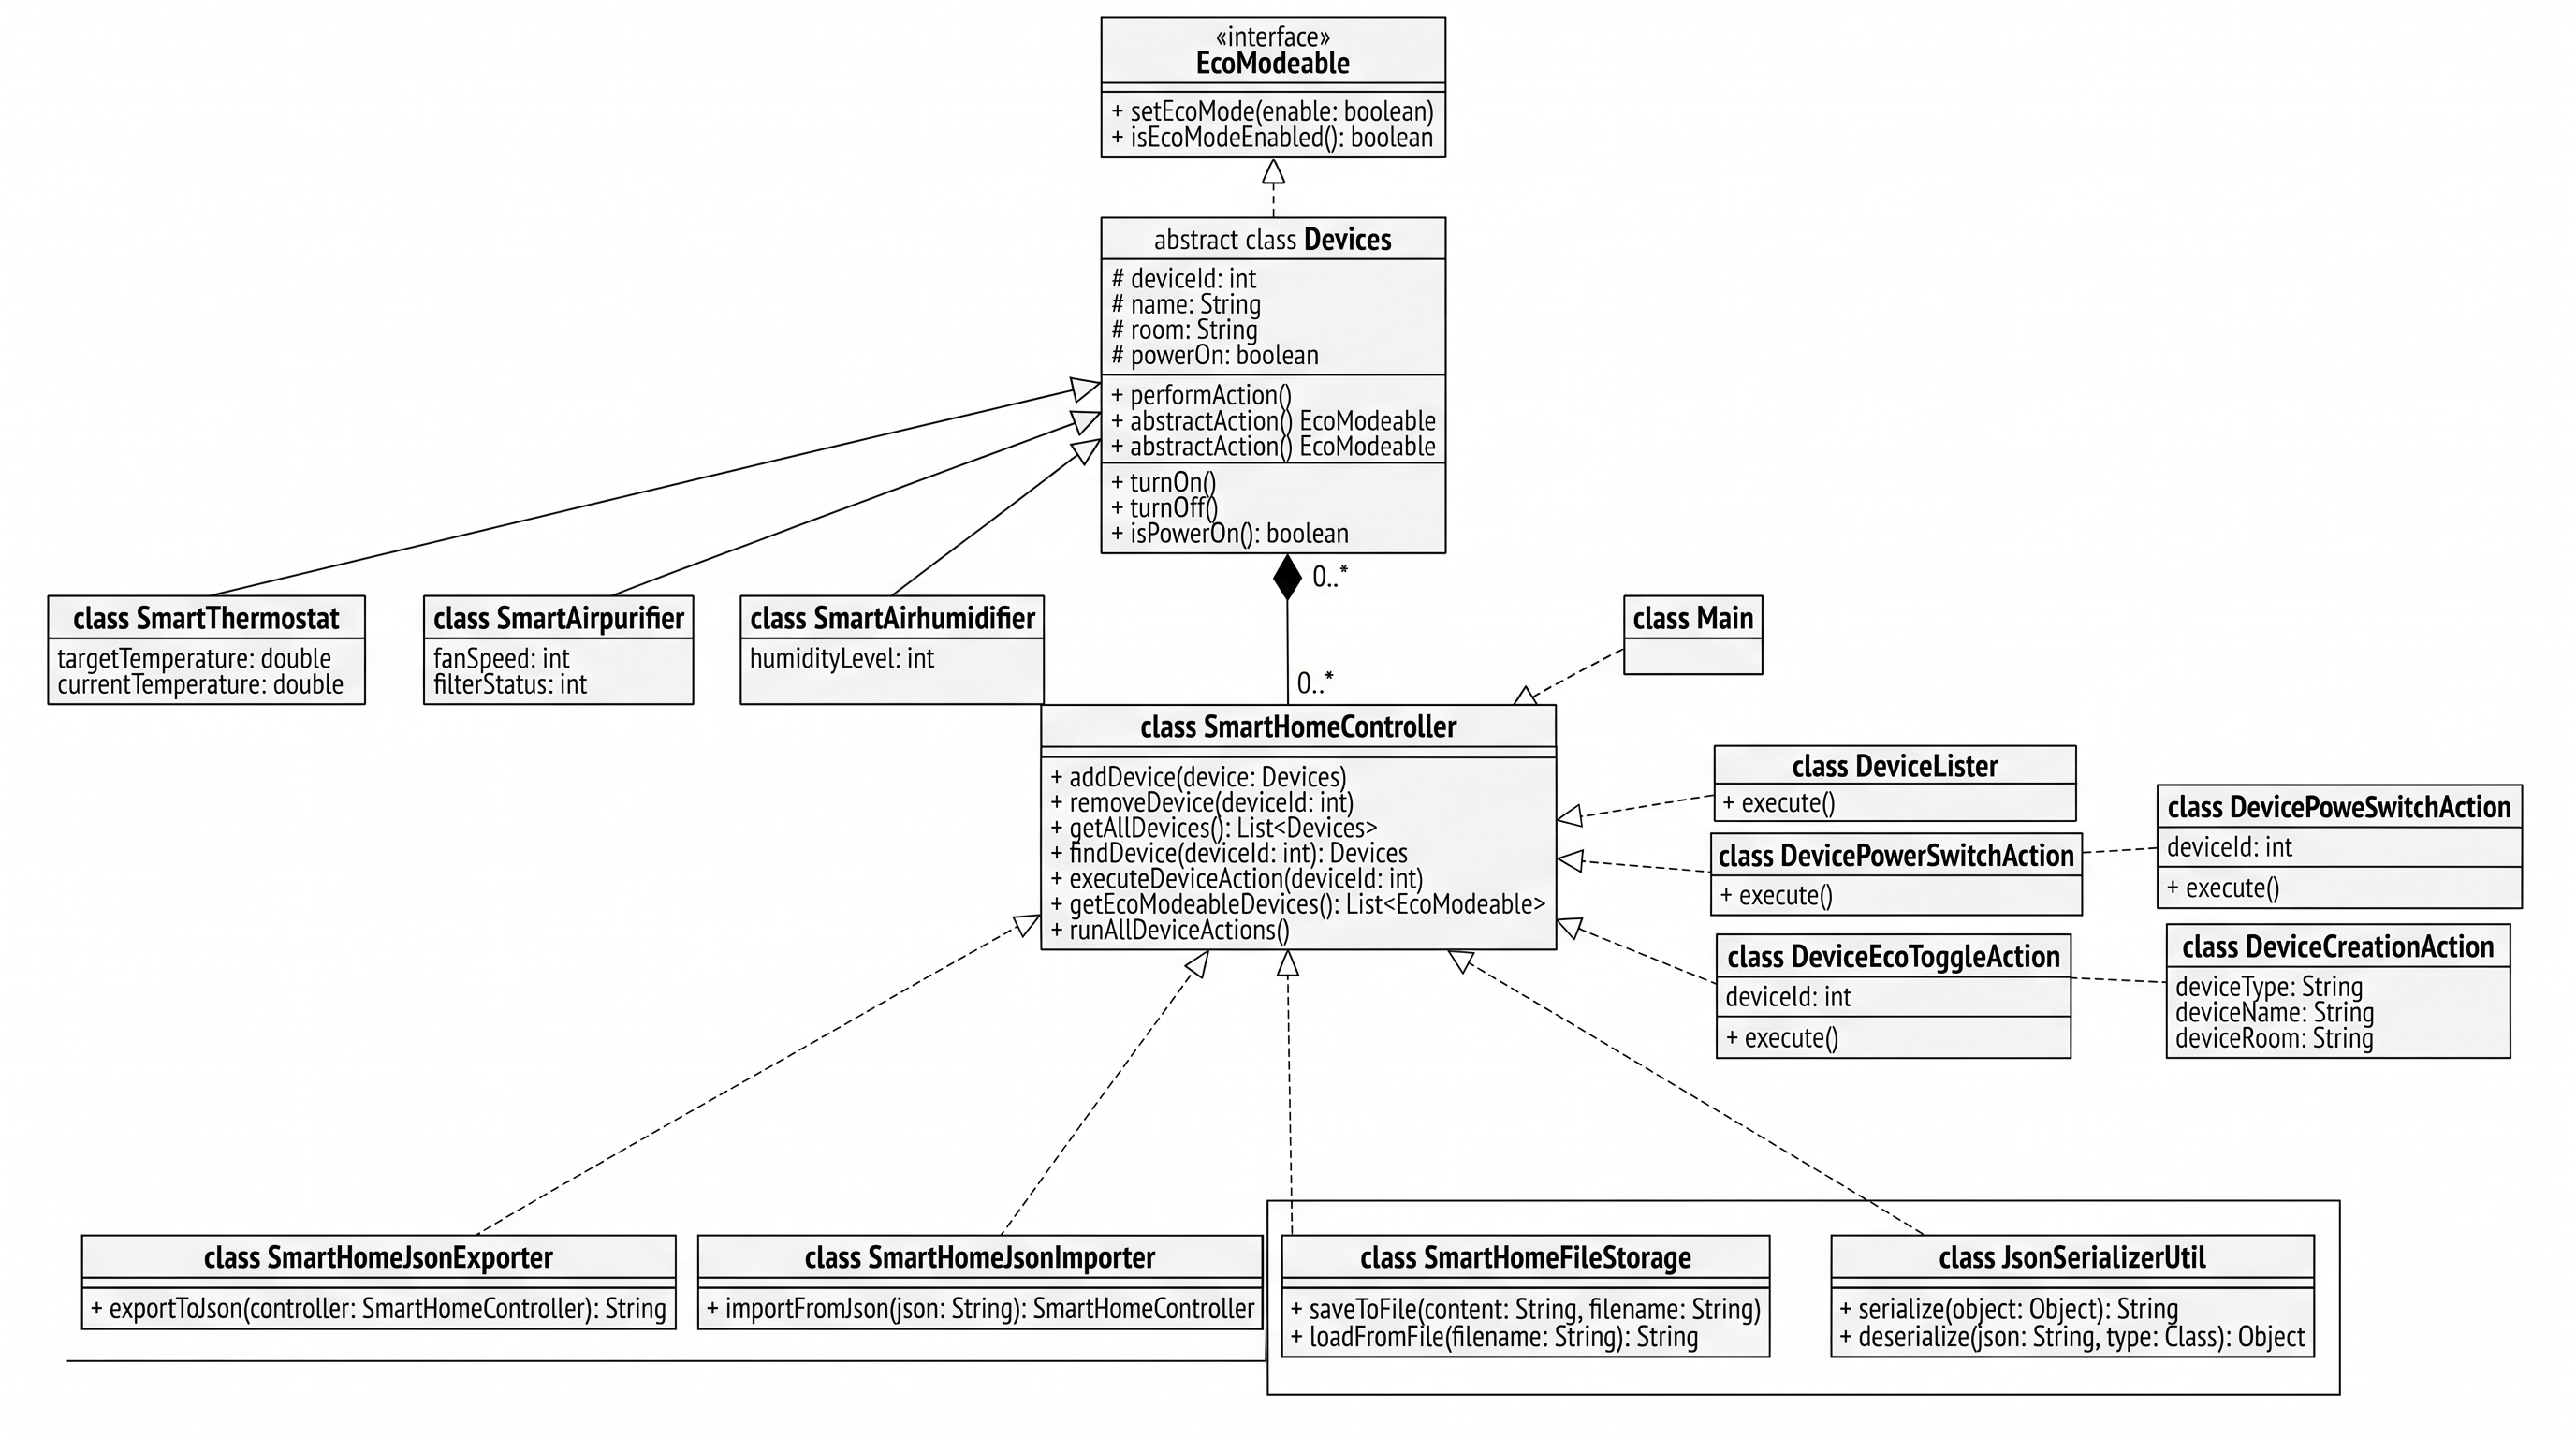 «interface»
EcoModeable
+ setEcoMode(enable: boolean)
+ isEcoModeEnabled(): boolean
abstract class Devices
# deviceId: int
# name: String
# room: String
# powerOn: boolean
+ performAction()
+ abstractAction() EcoModeable
+ abstractAction() EcoModeable
+ turnOn()
+ turnOff()
+ isPowerOn(): boolean
0..*
0..*
class SmartThermostat
targetTemperature: double
currentTemperature: double
class SmartAirpurifier
fanSpeed: int
filterStatus: int
class SmartAirhumidifier
humidityLevel: int
class Main
class SmartHomeController
+ addDevice(device: Devices)
+ removeDevice(deviceId: int)
+ getAllDevices(): List<Devices>
+ findDevice(deviceId: int): Devices
+ executeDeviceAction(deviceId: int)
+ getEcoModeableDevices(): List<EcoModeable>
+ runAllDeviceActions()
class DeviceLister
+ execute()
class DevicePowerSwitchAction
+ execute()
class DevicePoweSwitchAction
deviceId: int
+ execute()
class DeviceEcoToggleAction
deviceId: int
+ execute()
class DeviceCreationAction
deviceType: String
deviceName: String
deviceRoom: String
class SmartHomeJsonExporter
+ exportToJson(controller: SmartHomeController): String
class SmartHomeJsonImporter
+ importFromJson(json: String): SmartHomeController
class SmartHomeFileStorage
+ saveToFile(content: String, filename: String)
+ loadFromFile(filename: String): String
class JsonSerializerUtil
+ serialize(object: Object): String
+ deserialize(json: String, type: Class): Object